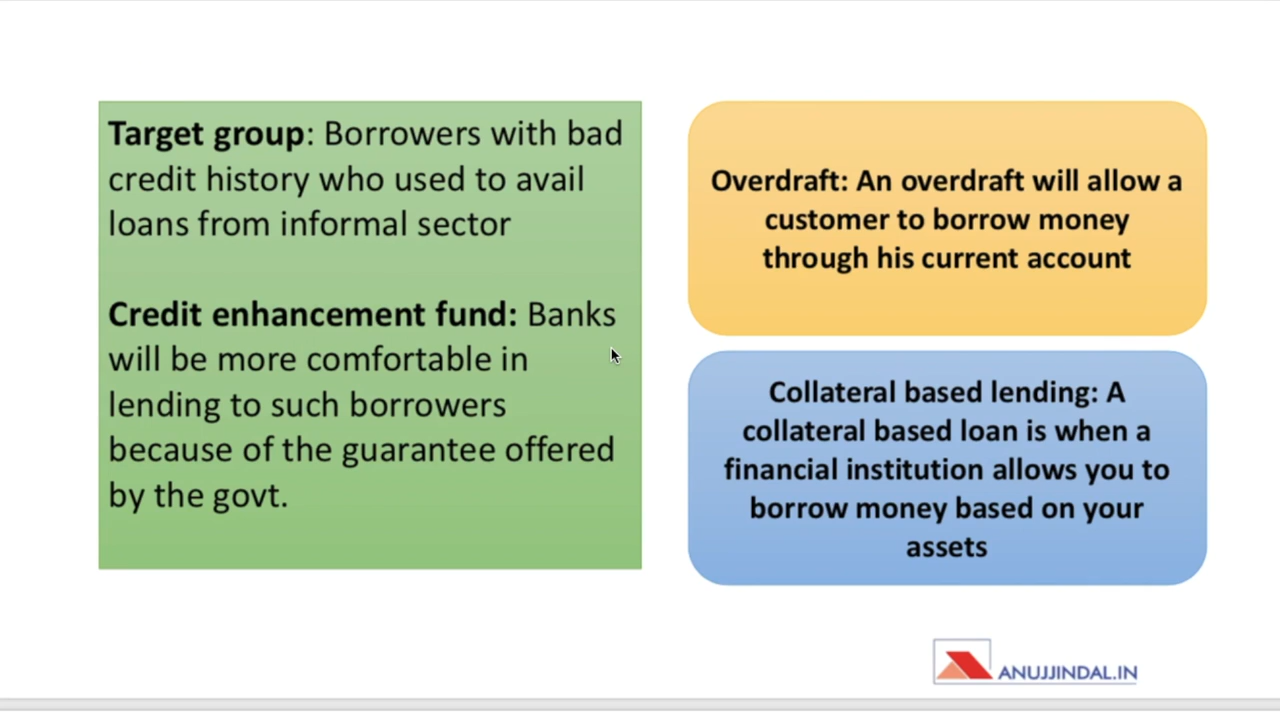 Target group: Borrowers with bad
credit history who used to avail
loans from informal sector
Credit enhancement fund: Banks
will be more comfortable in
lending to such borrowers
because of the guarantee offered
by the govt.
Overdraft: An overdraft will allow a
customer to borrow money
through his current account
Collateral based lending: A
collateral based loan is when a
financial institution allows you to
borrow money based on your
assets
ANUJJINDAL.IN